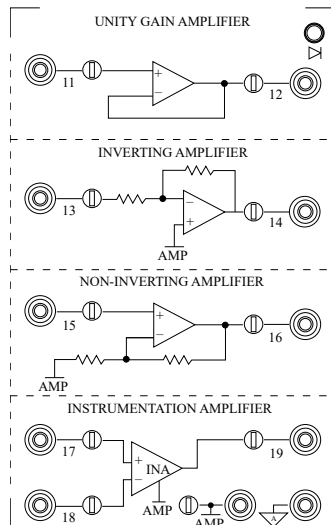 UNITY GAIN AMPLIFIER
+
−
11
12
INVERTING AMPLIFIER
−
+
13
14
AMP
NON-INVERTING AMPLIFIER
+
−
15
16
AMP
INSTRUMENTATION AMPLIFIER
17
+
−
INA
19
18
AMP
AMP
A